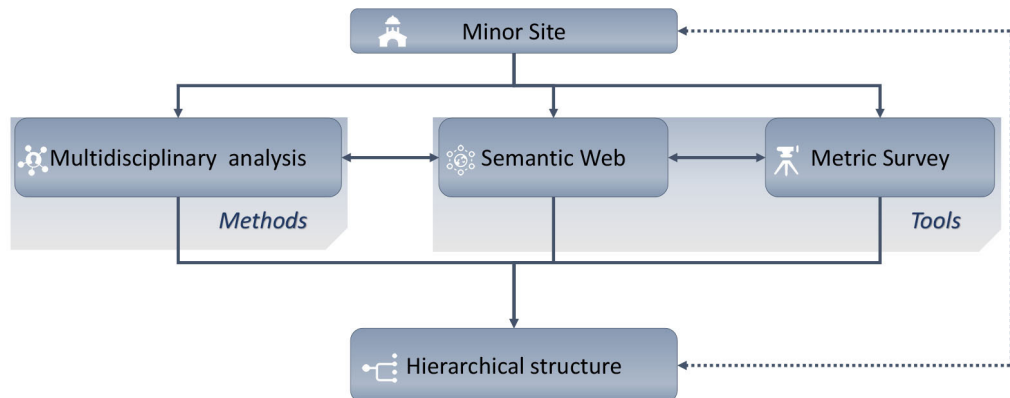 Minor Site
Multidisciplinary analysis
Semantic Web
Metric Survey
Methods
Tools
Hierarchical structure